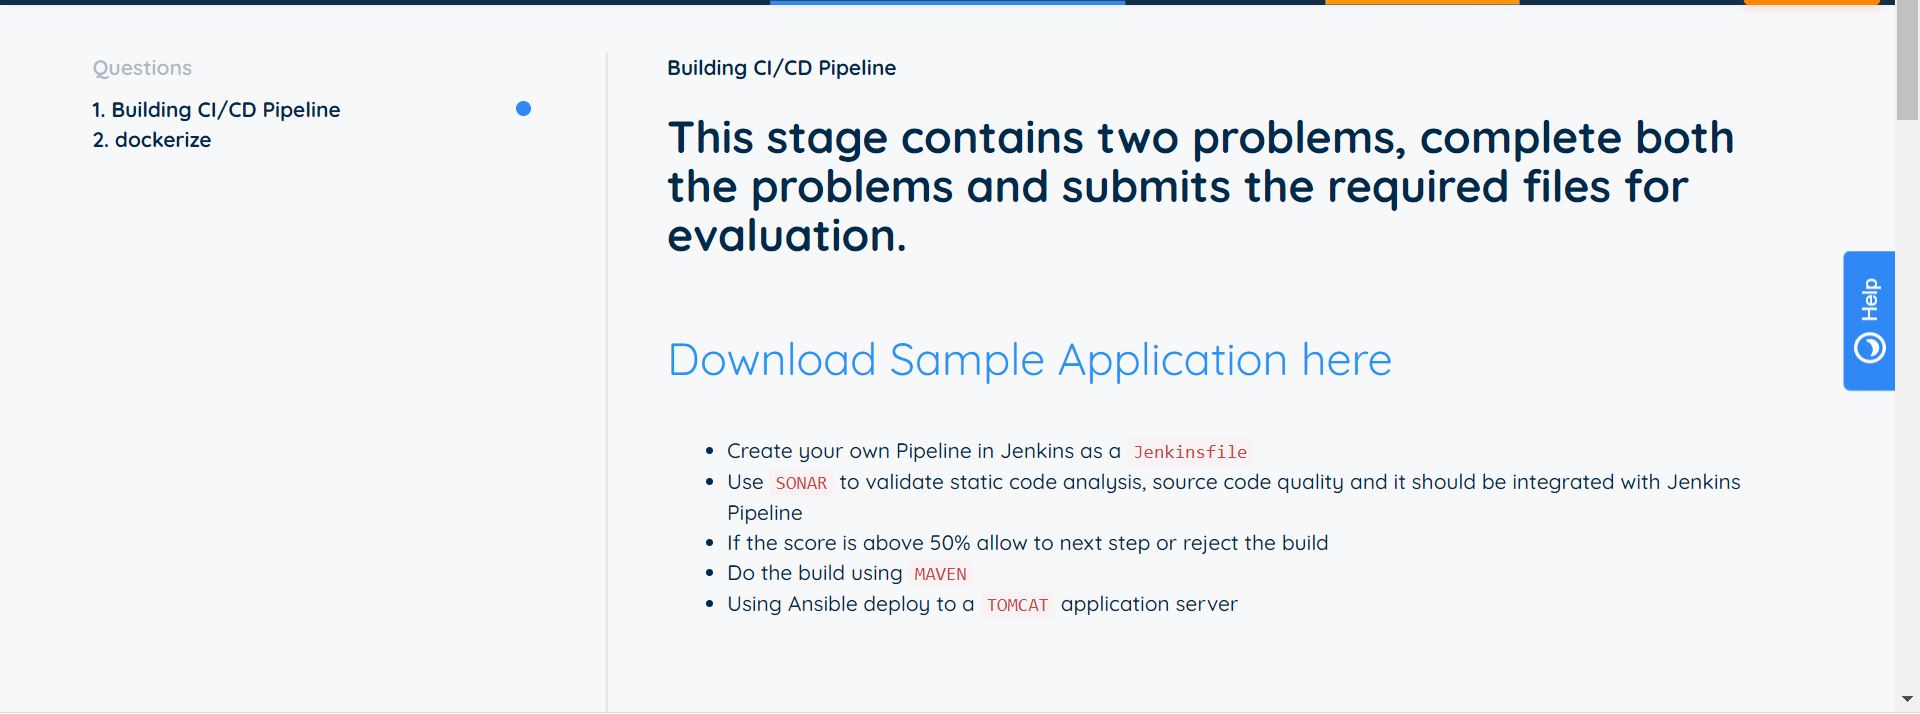 Questions
1. Building CI/CD Pipeline
2. dockerize
Building CI/CD Pipeline
This stage contains two problems, complete both
the problems and submits the required files for
evaluation.
Download Sample Application here
Create your own Pipeline in Jenkins as a Jenkinsfile
Use SONAR to validate static code analysis, source code quality and it should be integrated with Jenkins
Pipeline
If the score is above 50% allow to next step or reject the build
Do the build using MAVEN
Using Ansible deploy to a TOMCAT application server
Help